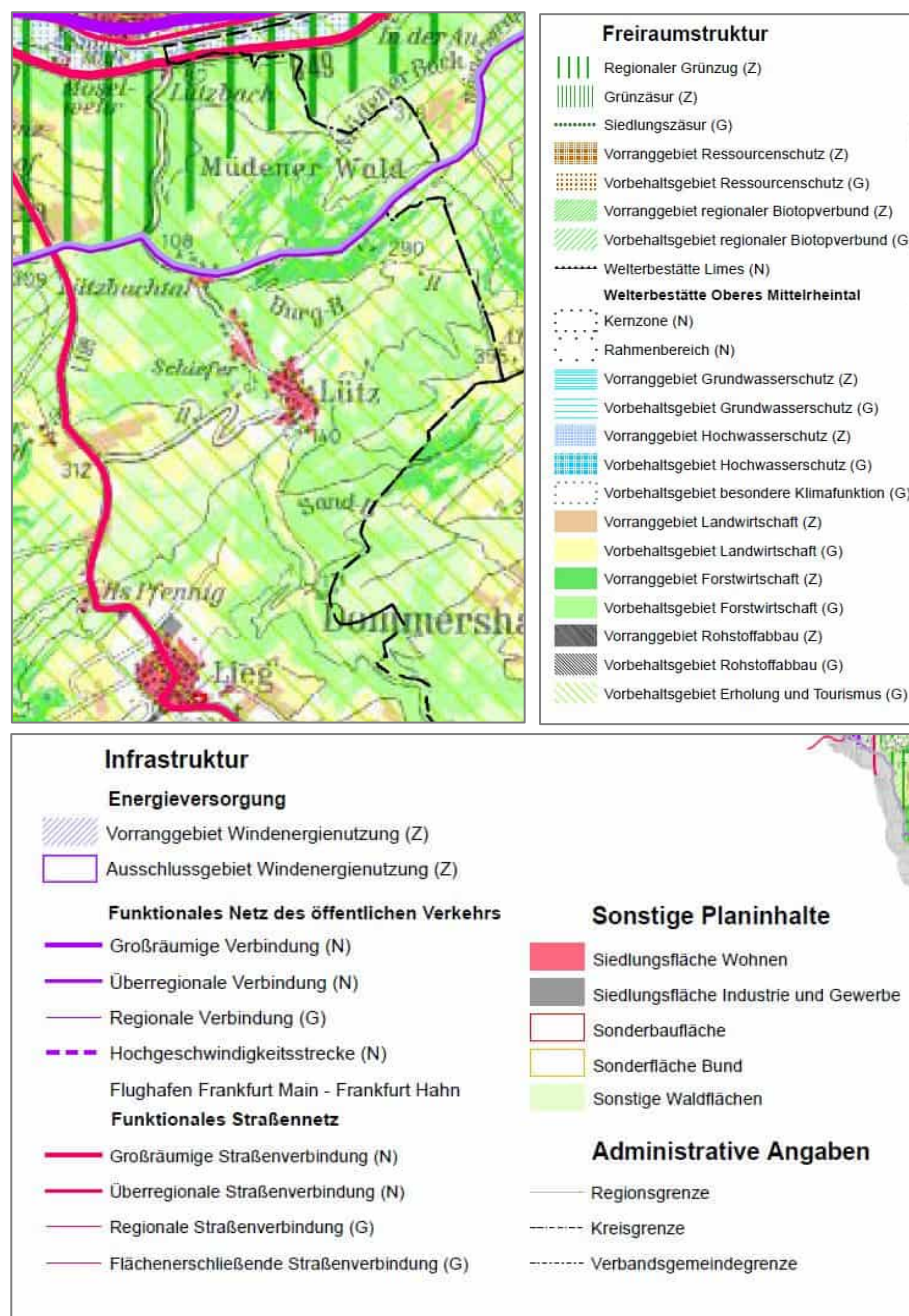 In der Au
49
Mosel-
wehr
Lützbach
Müdener Wald
108
290
309
Lützbachtal
Burg-B.
Schiefer
Lütz
140
312
Sand-
Hs Pfennig
Dommersha
Lieg
Freiraumstruktur
Regionaler Grünzug (Z)
Grünzäsur (Z)
Siedlungszäsur (G)
Vorranggebiet Ressourcenschutz (Z)
Vorbehaltsgebiet Ressourcenschutz (G)
Vorranggebiet regionaler Biotopverbund (Z)
Vorbehaltsgebiet regionaler Biotopverbund (G
Welterbestätte Limes (N)
Welterbestätte Oberes Mittelrheintal
Kernzone (N)
Rahmenbereich (N)
Vorranggebiet Grundwasserschutz (Z)
Vorbehaltsgebiet Grundwasserschutz (G)
Vorranggebiet Hochwasserschutz (Z)
Vorbehaltsgebiet Hochwasserschutz (G)
Vorbehaltsgebiet besondere Klimafunktion (G)
Vorranggebiet Landwirtschaft (Z)
Vorbehaltsgebiet Landwirtschaft (G)
Vorranggebiet Forstwirtschaft (Z)
Vorbehaltsgebiet Forstwirtschaft (G)
Vorranggebiet Rohstoffabbau (Z)
Vorbehaltsgebiet Rohstoffabbau (G)
Vorbehaltsgebiet Erholung und Tourismus (G)
Infrastruktur
Energieversorgung
Vorranggebiet Windenergienutzung (Z)
Ausschlussgebiet Windenergienutzung (Z)
Funktionales Netz des öffentlichen Verkehrs
Großräumige Verbindung (N)
Überregionale Verbindung (N)
Regionale Verbindung (G)
Hochgeschwindigkeitsstrecke (N)
Flughafen Frankfurt Main - Frankfurt Hahn
Funktionales Straßennetz
Großräumige Straßenverbindung (N)
Überregionale Straßenverbindung (N)
Regionale Straßenverbindung (G)
Flächenerschließende Straßenverbindung (G)
Sonstige Planinhalte
Siedlungsfläche Wohnen
Siedlungsfläche Industrie und Gewerbe
Sonderbaufläche
Sonderfläche Bund
Sonstige Waldflächen
Administrative Angaben
Regionsgrenze
Kreisgrenze
Verbandsgemeindegrenze